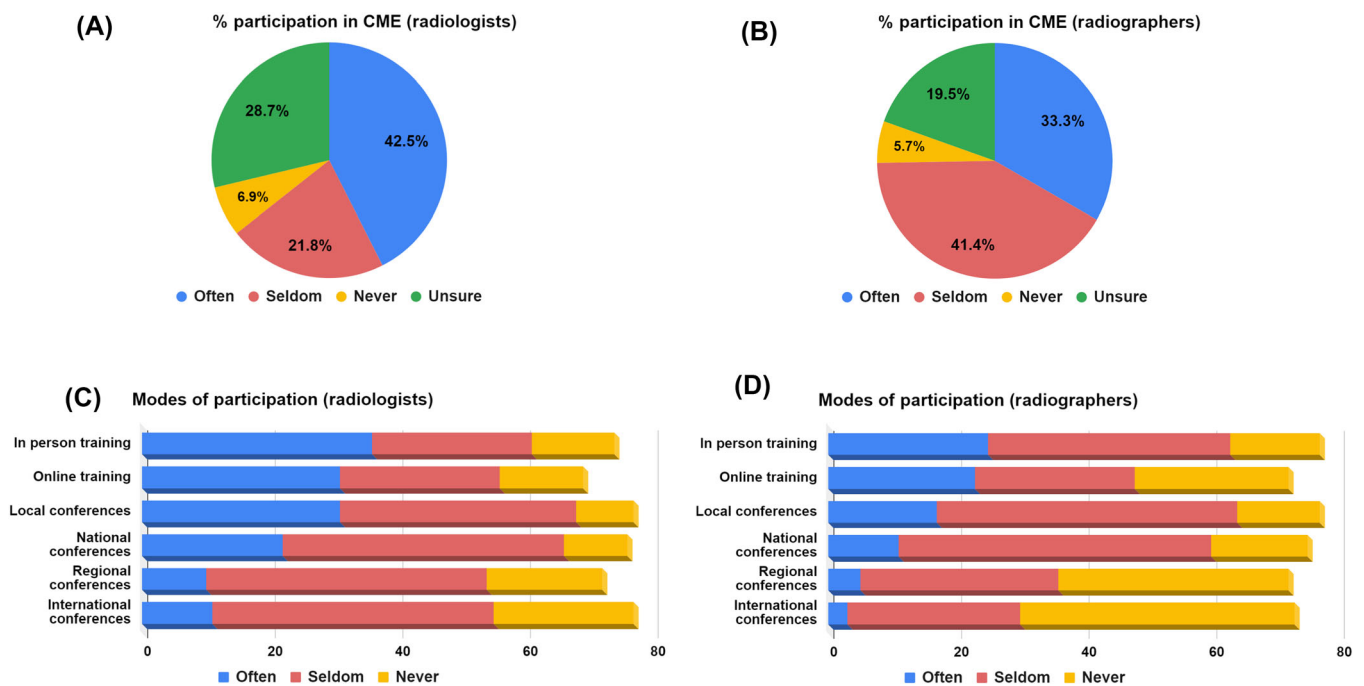 (A)
% participation in CME (radiologists)
28.7%
42.5%
6.9%
21.8%
Often Seldom Never Unsure
(B)
% participation in CME (radiographers)
19.5%
33.3%
5.7%
41.4%
Often Seldom Never Unsure
(C)
Modes of participation (radiologists)
In person training
Online training
Local conferences
National
conferences
Regional
conferences
International
conferences
0 20 40 60 80
Often Seldom Never
(D)
Modes of participation (radiographers)
In person training
Online training
Local conferences
National
conferences
Regional
conferences
International
conferences
0 20 40 60 80
Often Seldom Never